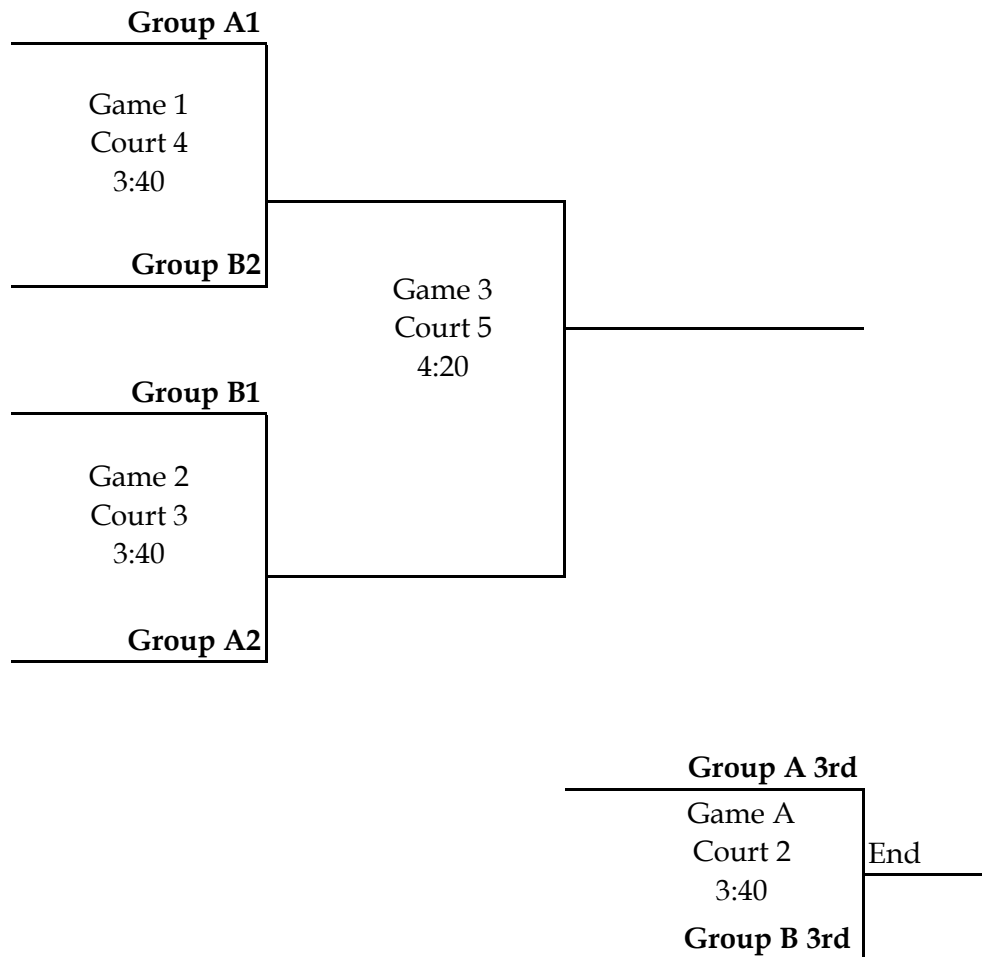 Group A1
Game 1
Court 4
3:40
Group B2
Game 3
Court 5
4:20
Group B1
Game 2
Court 3
3:40
Group A2
Group A 3rd
Game A
Court 2
3:40
End
Group B 3rd